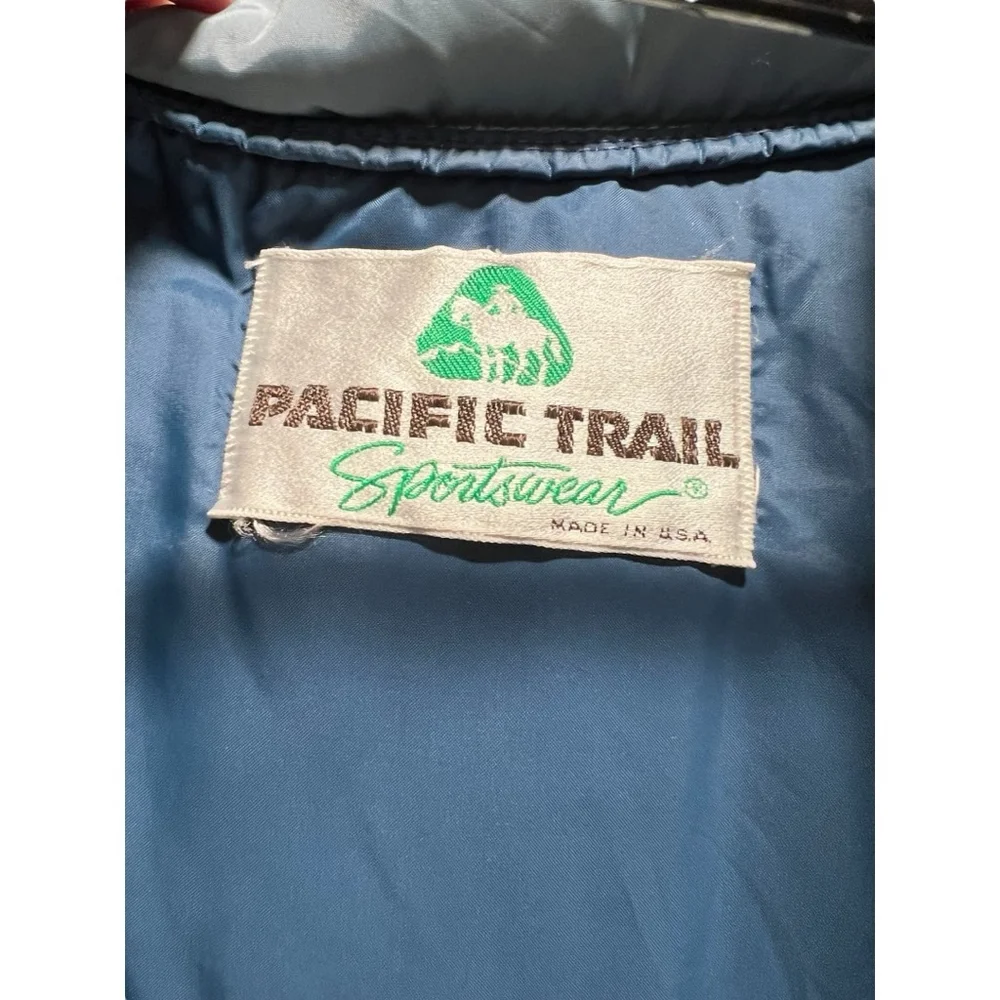 PACIFIC TRAIL
Sportswear ®
MADE IN U.S.A.